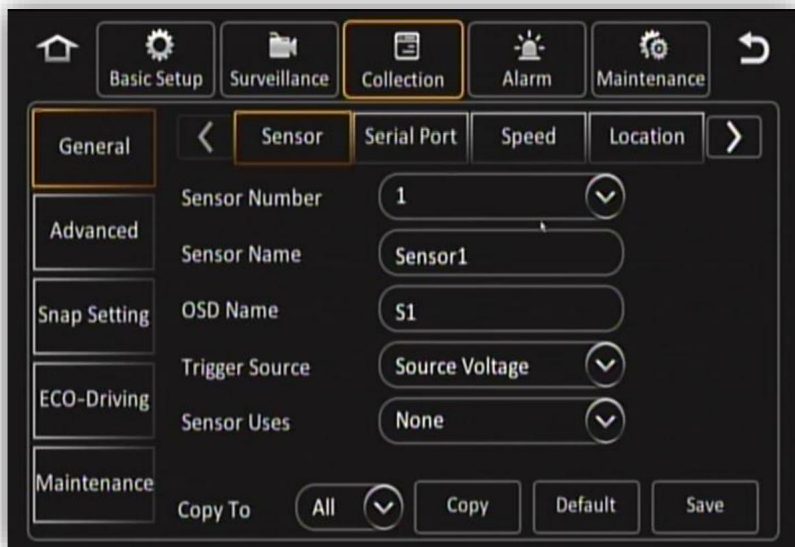 Basic Setup
Surveillance
Collection
Alarm
Maintenance
General
Advanced
Snap Setting
ECO-Driving
Maintenance
Sensor
Serial Port
Speed
Location
Sensor Number
1
Sensor Name
Sensor1
OSD Name
S1
Trigger Source
Source Voltage
Sensor Uses
None
Copy To
All
Copy
Default
Save